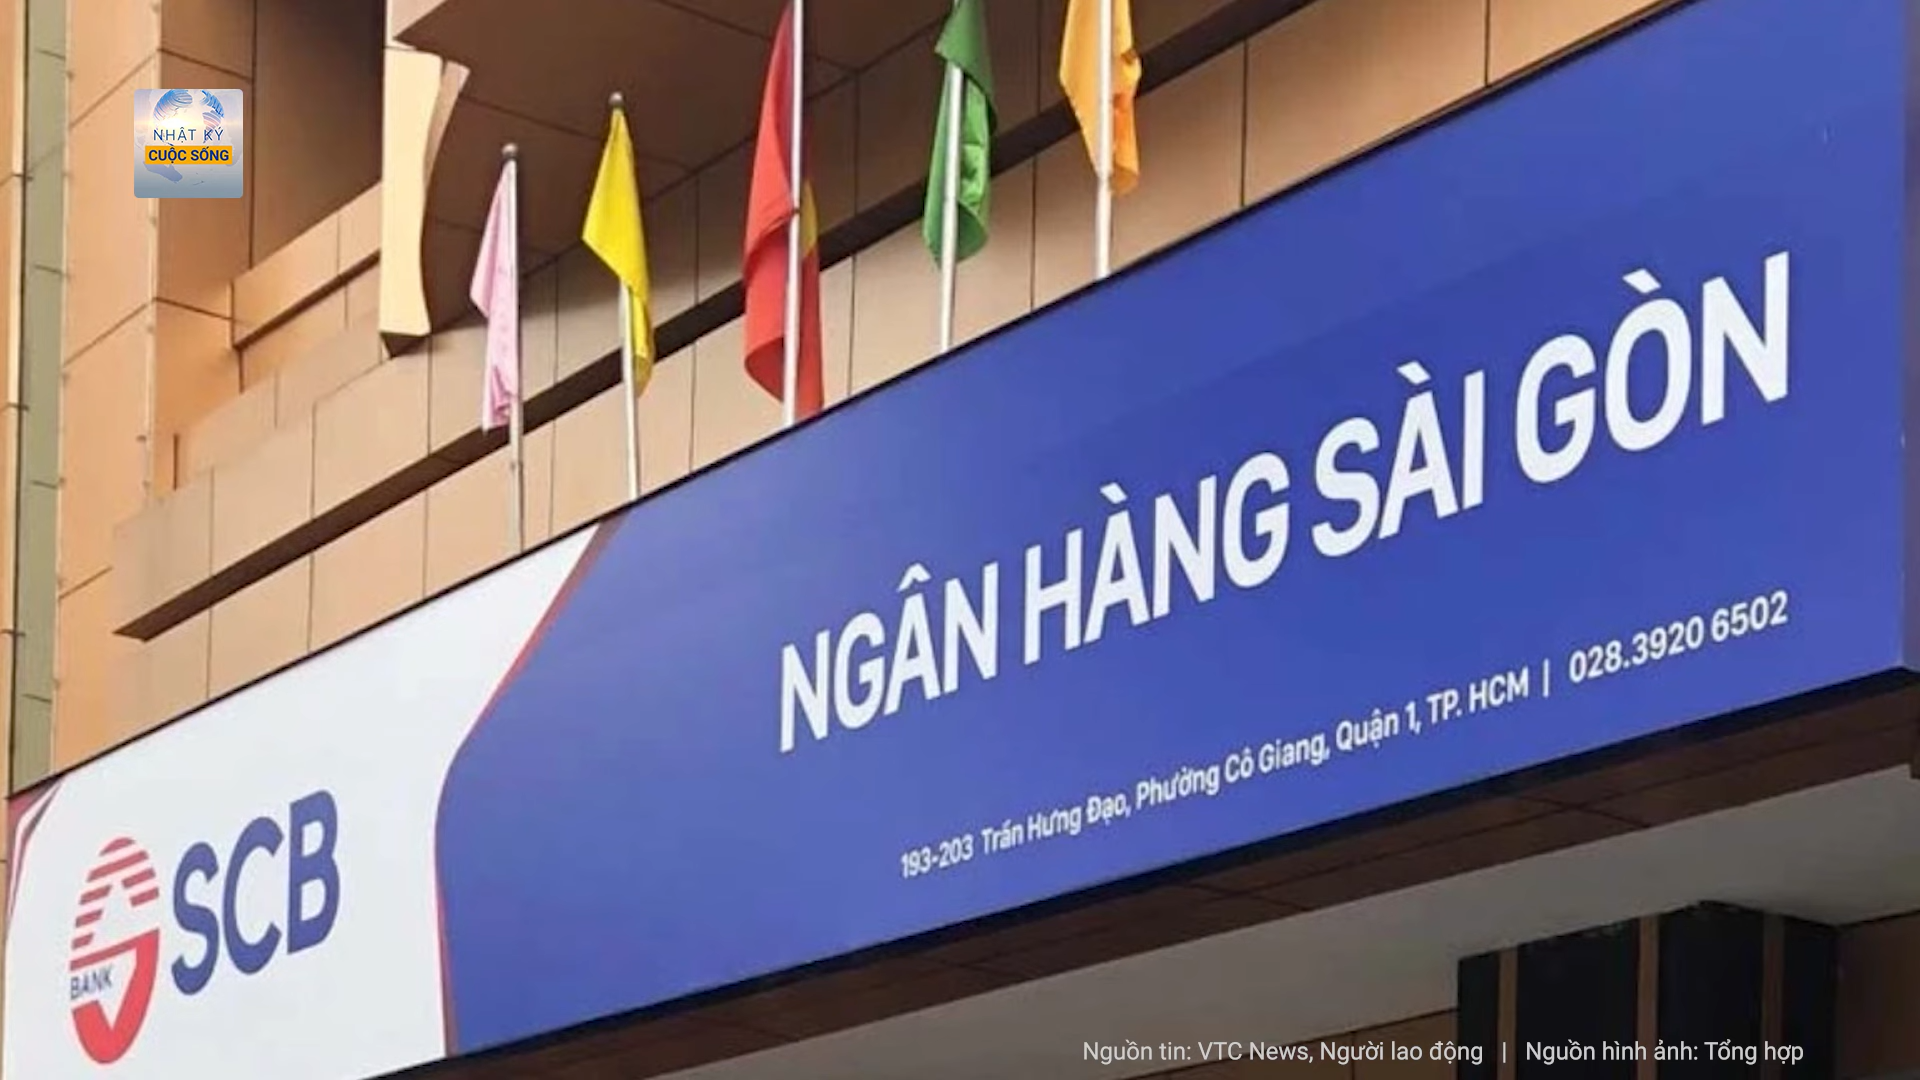 NHẬT KÝ
CUỘC SỐNG
NGÂN HÀNG SÀI GÒN
193-203 Trần Hưng Đạo, Phường Cô Giang, Quận 1, TP. HCM | 028.3920 6502
SCB
BANK
Nguồn tin: VTC News, Người lao động | Nguồn hình ảnh: Tổng hợp